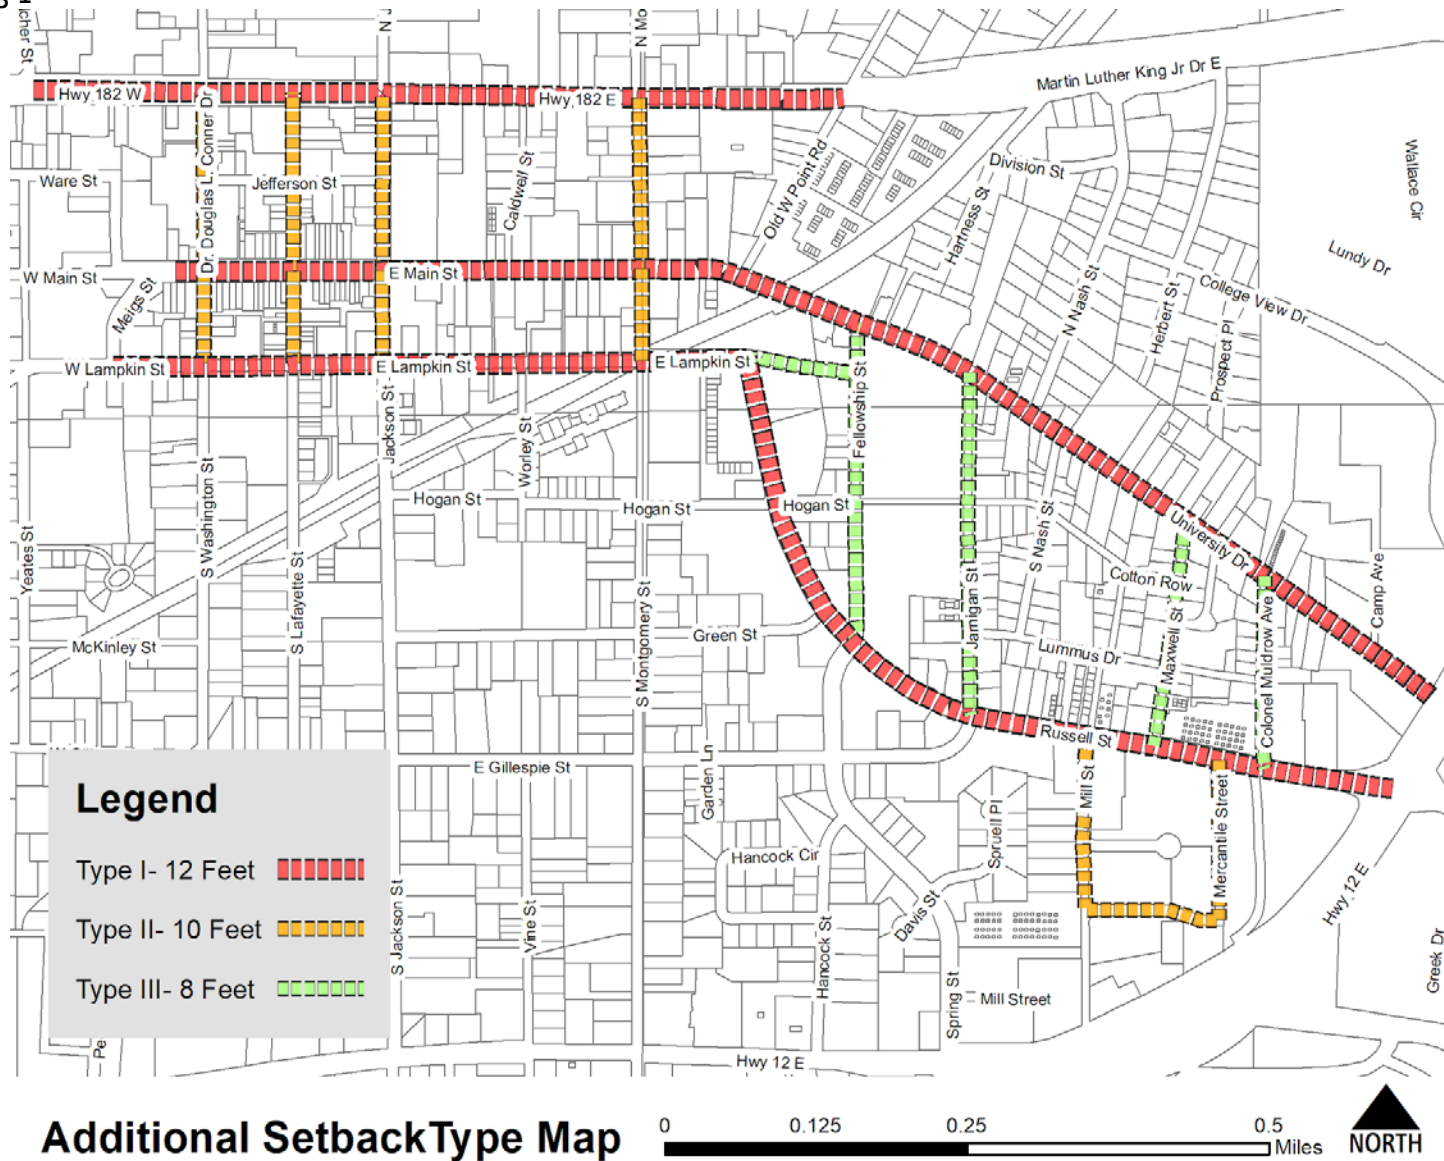 N J
N Mo
Martin Luther King Jr Dr E
Hwy 182 W
Hwy 182 E
Dr. Douglas L. Conner Dr
Ware St
Jefferson St
Caldwell St
Old W Point Rd
Division St
Hartness St
Wallace Cir
Lundy Dr
W Main St
E Main St
Meigs St
N Nash St
Herbert St
College View Dr
Prospect Pl
W Lampkin St
E Lampkin St
E Lampkin St
Fellowship St
Jackson St
Worley St
Hogan St
Hogan St
Hogan St
S Washington St
Yeates St
S Lafayette St
S Montgomery St
Jarnigan St
S Nash St
University Dr
Cotton Row
Maxwell St
Colonel Muldrow Ave
Camp Ave
McKinley St
Green St
Lummus Dr
Russell St
E Gillespie St
Garden Ln
Mill St
Mercantile Street
Spruell Pl
Hancock Cir
Hwy 12 E
Davis St
S Jackson St
Vine St
Hancock St
Spring St
Mill Street
Greek Dr
Hwy 12 E
Pe
Legend
Type I- 12 Feet
Type II- 10 Feet
Type III- 8 Feet
Additional SetbackType Map
0 0.125 0.25 0.5
Miles
NORTH